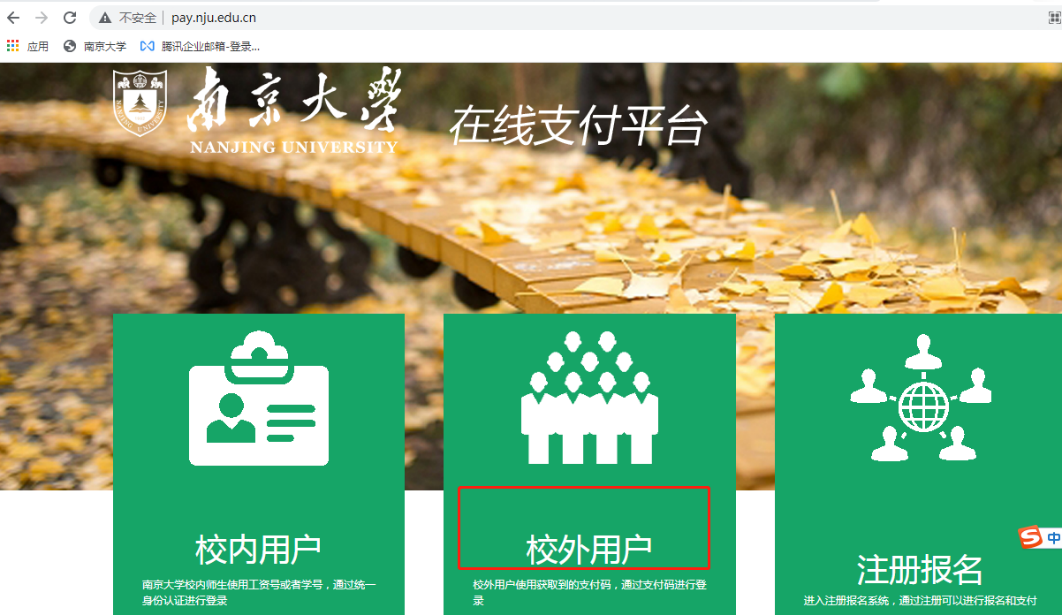 不安全 | pay.nju.edu.cn
应用 南京大学 腾讯企业邮箱-登录...
南京大學
NANJING UNIVERSITY
在线支付平台
校内用户
南京大学校内师生使用工资号或者学号，通过统一
身份认证进行登录
校外用户
校外用户使用获取到的支付码，通过支付码进行登
录
注册报名
进入注册报名系统，通过注册可以进行报名和支付
中